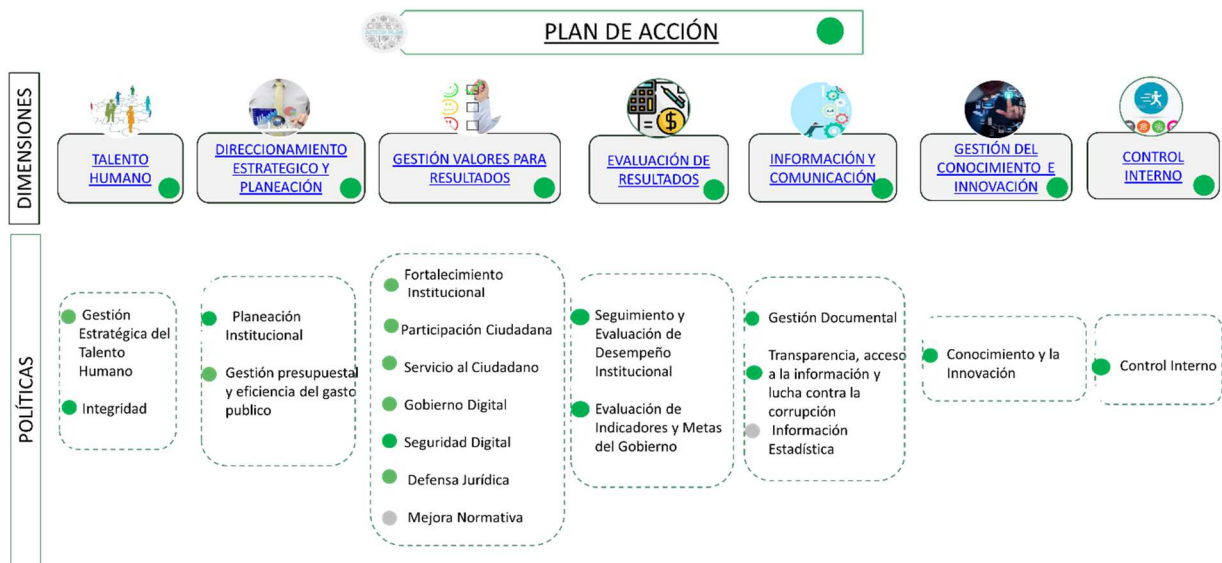 PLAN DE ACCIÓN
DIMENSIONES
TALENTO
HUMANO
DIRECCIONAMIENTO
ESTRATEGICO Y
PLANEACIÓN
GESTIÓN VALORES PARA
RESULTADOS
EVALUACIÓN DE
RESULTADOS
INFORMACIÓN Y
COMUNICACIÓN
GESTIÓN DEL
CONOCIMIENTO E
INNOVACIÓN
CONTROL
INTERNO
POLÍTICAS
Gestión
Estratégica del
Talento
Humano
Integridad
Planeación
Institucional
Gestión presupuestal
y eficiencia del gasto
publico
Fortalecimiento
Institucional
Participación Ciudadana
Servicio al Ciudadano
Gobierno Digital
Seguridad Digital
Defensa Jurídica
Mejora Normativa
Seguimiento y
Evaluación de
Desempeño
Institucional
Evaluación de
Indicadores y Metas
del Gobierno
Gestión Documental
Transparencia, acceso
a la información y
lucha contra la
corrupción
Información
Estadística
Conocimiento y la
Innovación
Control Interno